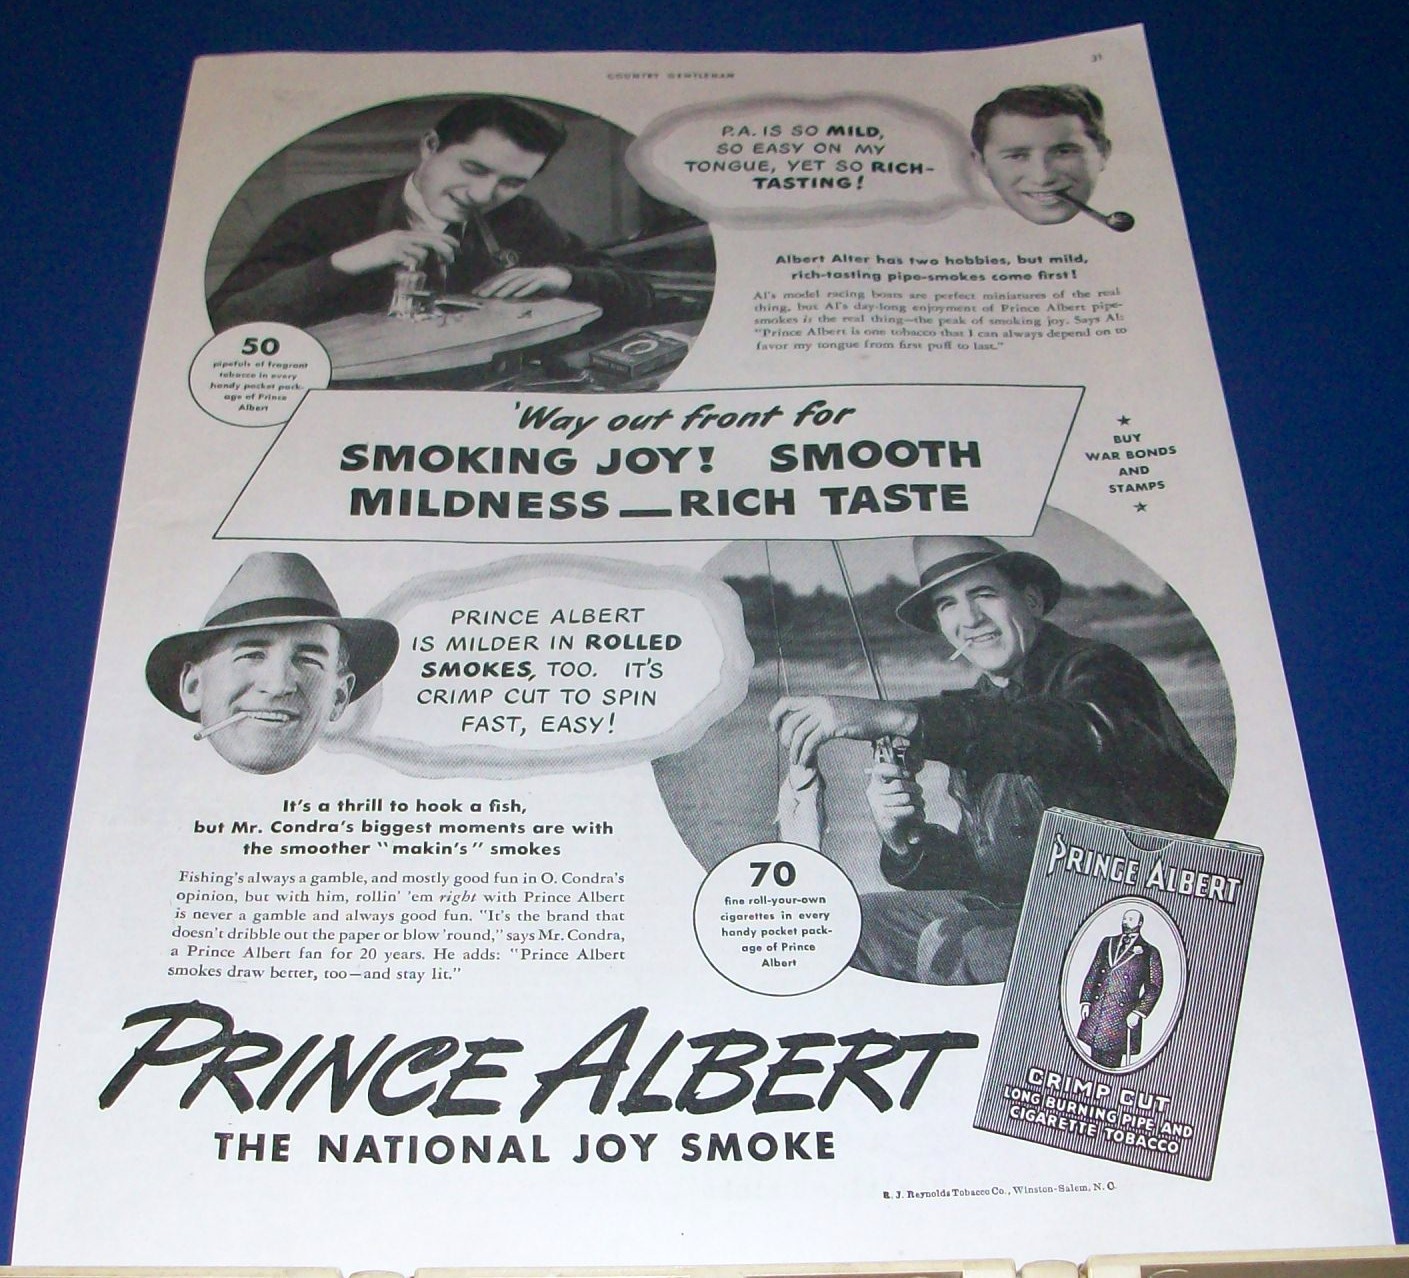 COUNTRY GENTLEMAN
31
P.A. IS SO MILD,
SO EASY ON MY
TONGUE, YET SO RICH-
TASTING!
Albert Alter has two hobbies, but mild,
rich-tasting pipe-smokes come first!
Al's model racing boats are perfect miniatures of the real
thing, but Al's day-long enjoyment of Prince Albert pipe-
smokes is the real thing—the peak of smoking joy. Says Al:
"Prince Albert is one tobacco that I can always depend on to
favor my tongue from first puff to last."
50
pipefuls of fragrant
tobacco in every
handy pocket pack-
age of Prince
Albert
'Way out front for
SMOKING JOY! SMOOTH
MILDNESS—RICH TASTE
★
BUY
WAR BONDS
AND
STAMPS
★
PRINCE ALBERT
IS MILDER IN ROLLED
SMOKES, TOO. IT'S
CRIMP CUT TO SPIN
FAST, EASY!
It's a thrill to hook a fish,
but Mr. Condra's biggest moments are with
the smoother "makin's" smokes
Fishing's always a gamble, and mostly good fun in O. Condra's
opinion, but with him, rollin' 'em right with Prince Albert
is never a gamble and always good fun. "It's the brand that
doesn't dribble out the paper or blow 'round," says Mr. Condra,
a Prince Albert fan for 20 years. He adds: "Prince Albert
smokes draw better, too—and stay lit."
70
fine roll-your-own
cigarettes in every
handy pocket pack-
age of Prince
Albert
PRINCE ALBERT
CRIMP CUT
LONG BURNING PIPE AND
CIGARETTE TOBACCO
PRINCE ALBERT
THE NATIONAL JOY SMOKE
R. J. Reynolds Tobacco Co., Winston-Salem, N. C.